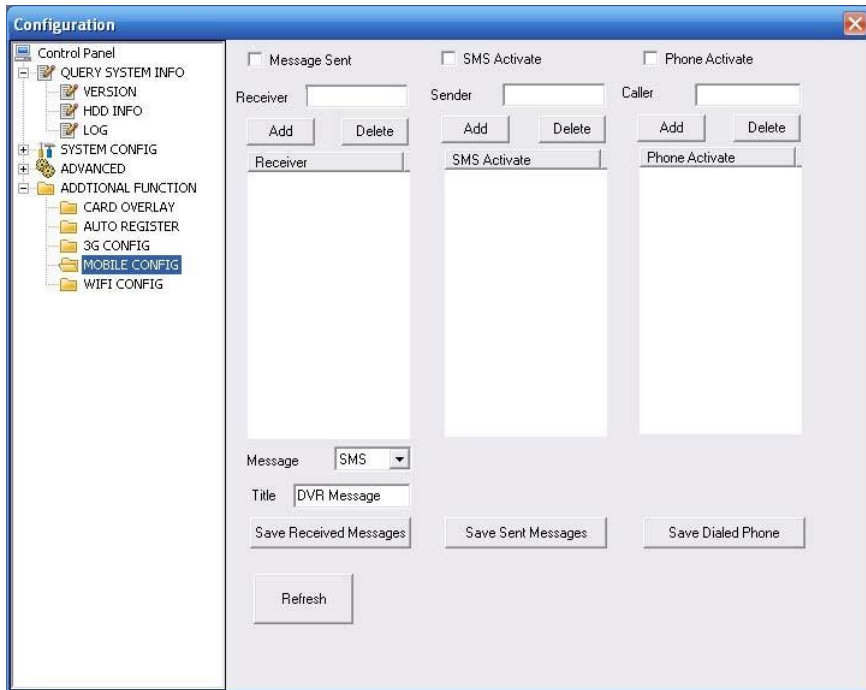 Configuration
Control Panel
QUERY SYSTEM INFO
VERSION
HDD INFO
LOG
SYSTEM CONFIG
ADVANCED
ADDTIONAL FUNCTION
CARD OVERLAY
AUTO REGISTER
3G CONFIG
MOBILE CONFIG
WIFI CONFIG
Message Sent
SMS Activate
Phone Activate
Receiver
Sender
Caller
Add
Delete
Add
Delete
Add
Delete
Receiver
SMS Activate
Phone Activate
Message
SMS
Title
DVR Message
Save Received Messages
Save Sent Messages
Save Dialed Phone
Refresh